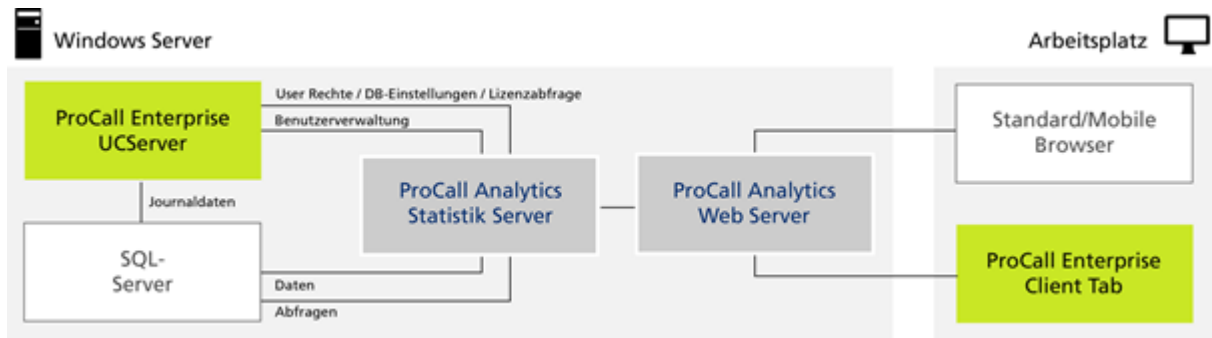 Windows Server
Arbeitsplatz
ProCall Enterprise
UCServer
User Rechte / DB-Einstellungen / Lizenzabfrage
Benutzerverwaltung
Journaldaten
SQL-
Server
Daten
Abfragen
ProCall Analytics
Statistik Server
ProCall Analytics
Web Server
Standard/Mobile
Browser
ProCall Enterprise
Client Tab